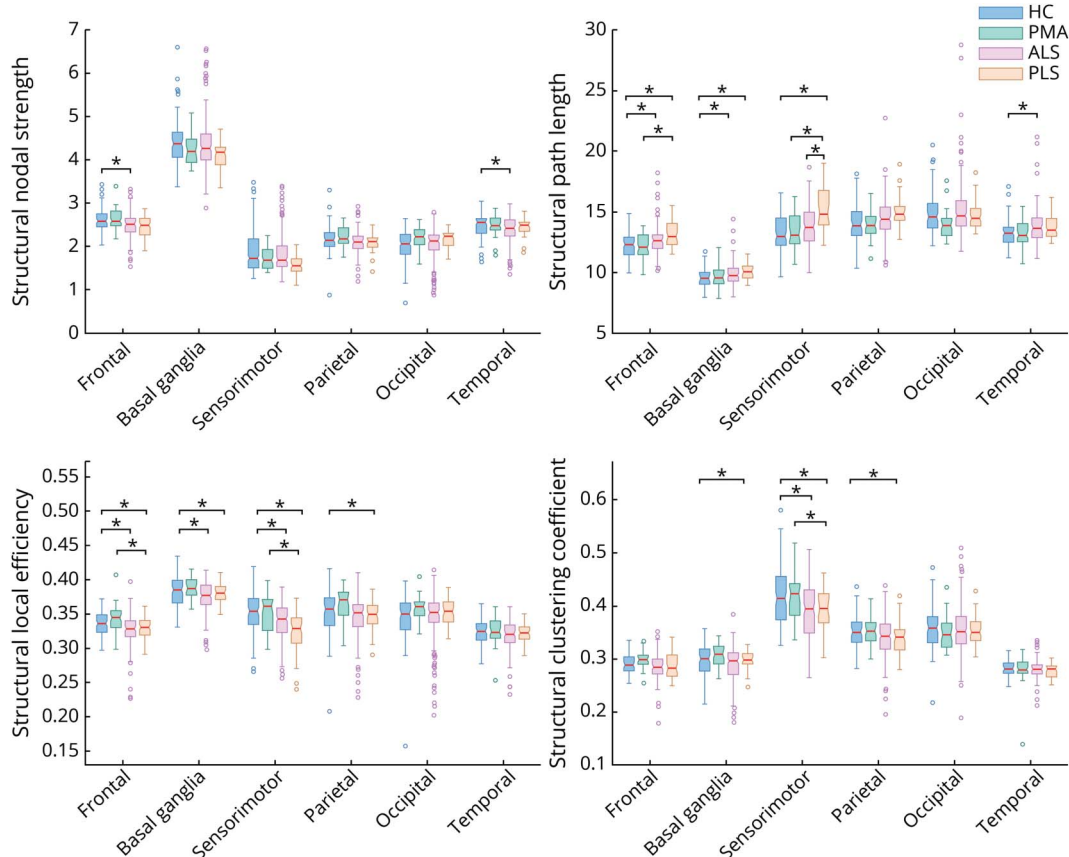 HC
PMA
ALS
PLS
Structural nodal strength
7
6
5
4
3
2
1
0
*
*
Frontal
Basal ganglia
Sensorimotor
Parietal
Occipital
Temporal
Structural path length
30
25
20
15
10
5
*
*
*
*
*
*
*
*
*
Frontal
Basal ganglia
Sensorimotor
Parietal
Occipital
Temporal
Structural local efficiency
0.55
0.50
0.45
0.40
0.35
0.30
0.25
0.20
0.15
*
*
*
*
*
*
*
*
*
Frontal
Basal ganglia
Sensorimotor
Parietal
Occipital
Temporal
Structural clustering coefficient
0.6
0.5
0.4
0.3
0.2
0.1
*
*
*
*
*
Frontal
Basal ganglia
Sensorimotor
Parietal
Occipital
Temporal